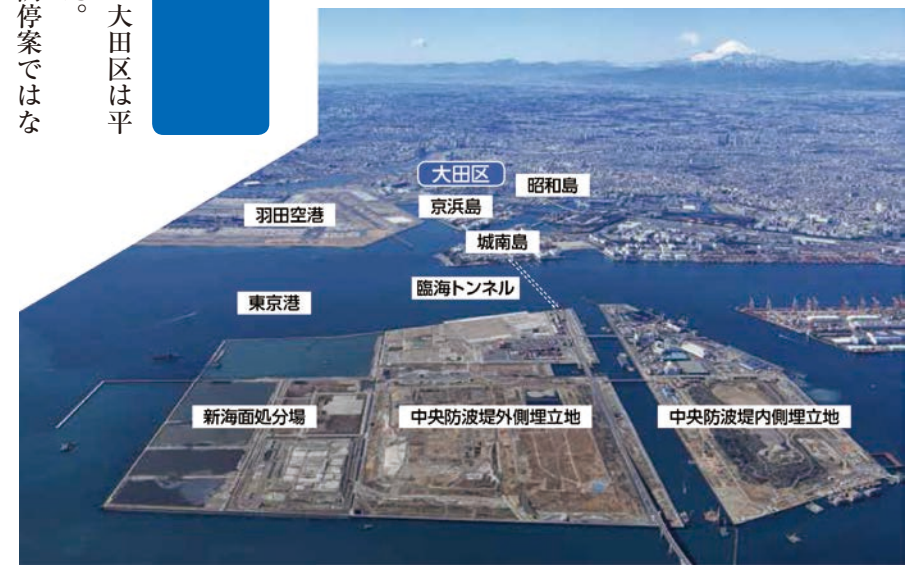 大田区は平
。
停案ではな
大田区
昭和島
京浜島
羽田空港
城南島
臨海トンネル
東京港
新海面処分場
中央防波堤外側埋立地
中央防波堤内側埋立地